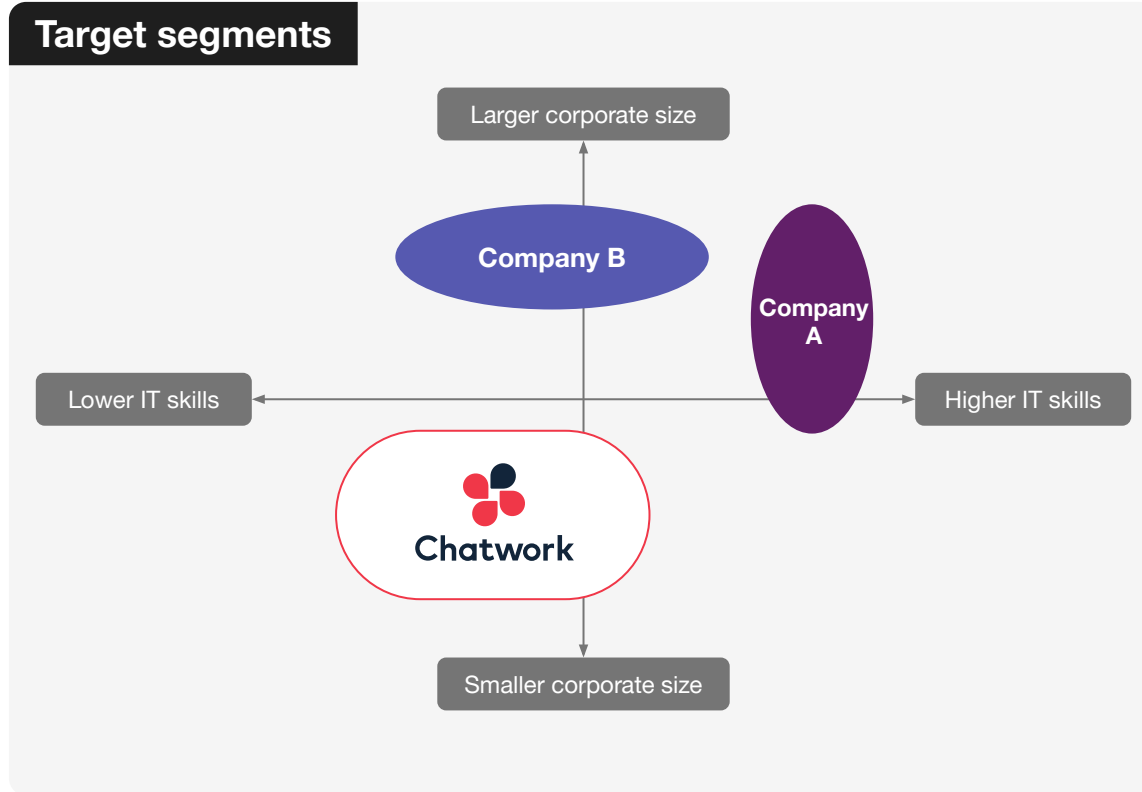 Target segments
Larger corporate size
Company B
Company
A
Lower IT skills
Higher IT skills
Chatwork
Smaller corporate size